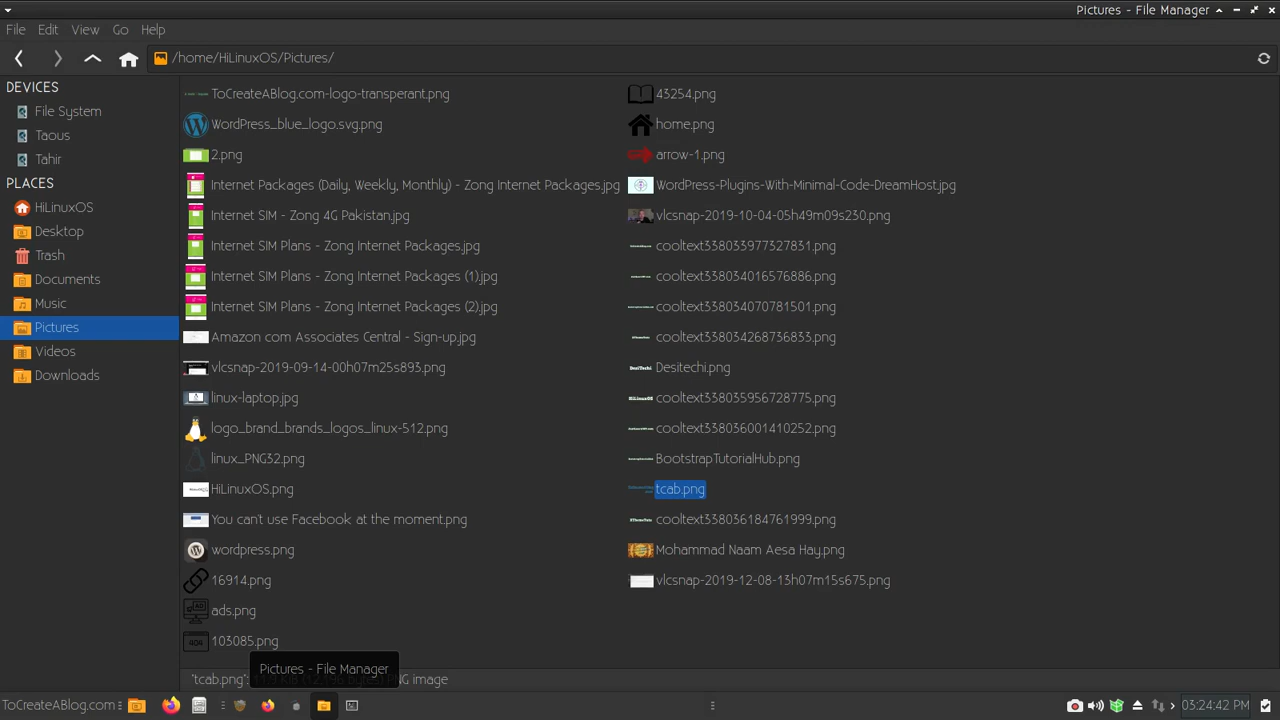 Pictures - File Manager
File Edit View Go Help
/home/HiLinuxOS/Pictures/
DEVICES
File System
Taous
Tahir
PLACES
HiLinuxOS
Desktop
Trash
Documents
Music
Pictures
Videos
Downloads
ToCreateABlog.com-logo-transperant.png
WordPress_blue_logo.svg.png
2.png
Internet Packages (Daily, Weekly, Monthly) - Zong Internet Packages.jpg
Internet SIM - Zong 4G Pakistan.jpg
Internet SIM Plans - Zong Internet Packages.jpg
Internet SIM Plans - Zong Internet Packages (1).jpg
Internet SIM Plans - Zong Internet Packages (2).jpg
Amazon com Associates Central - Sign-up.jpg
vlcsnap-2019-09-14-00h07m25s893.png
linux-laptop.jpg
logo_brand_brands_logos_linux-512.png
linux_PNG32.png
HiLinuxOS.png
You can't use Facebook at the moment.png
wordpress.png
16914.png
ads.png
103085.png
43254.png
home.png
arrow-1.png
WordPress-Plugins-With-Minimal-Code-DreamHost.jpg
vlcsnap-2019-10-04-05h49m09s230.png
cooltext338033977327831.png
cooltext338034016576886.png
cooltext338034070781501.png
cooltext338034268736833.png
Desitechi.png
cooltext338035956728775.png
cooltext338036001410252.png
BootstrapTutorialHub.png
tcab.png
cooltext338036184761999.png
Mohammad Naam Aesa Hay.png
vlcsnap-2019-12-08-13h07m15s675.png
Pictures - File Manager
"tcab.png": PNG image
ToCreateABlog.com
03:24:42 PM